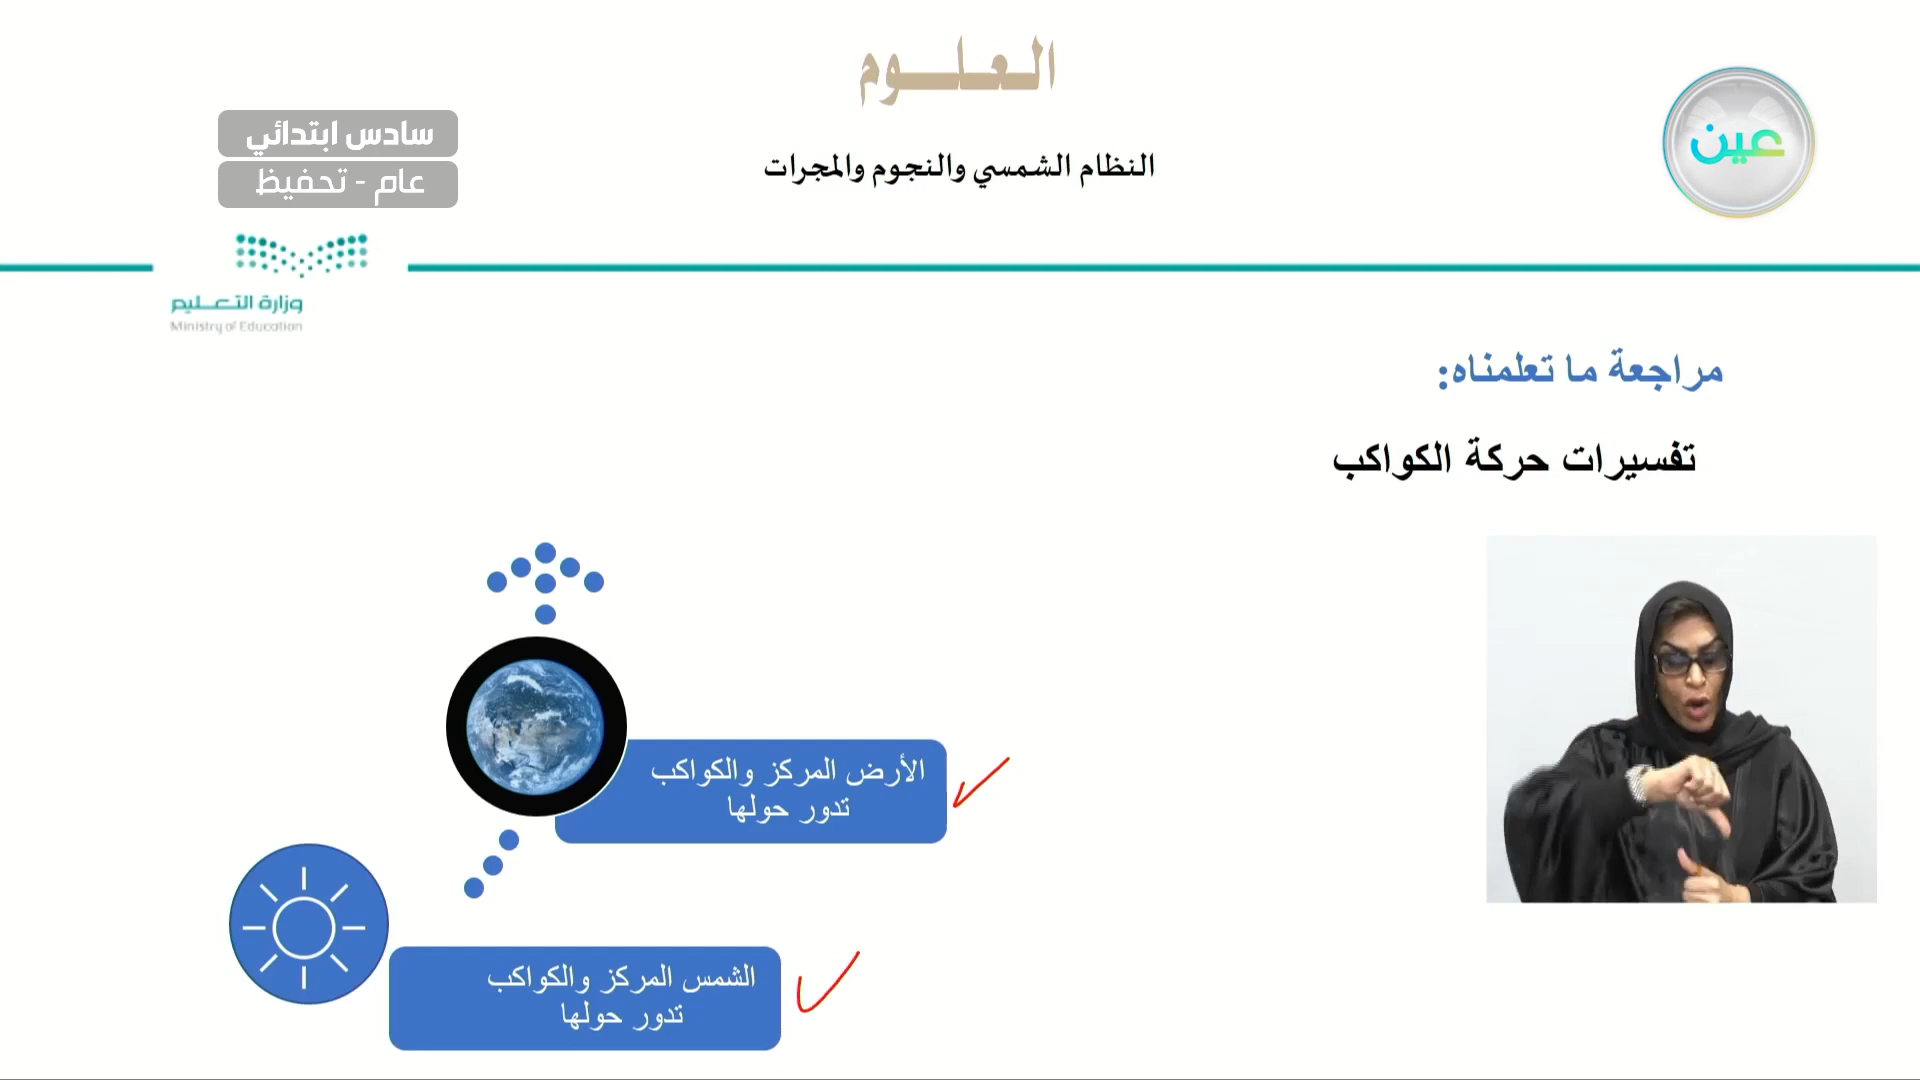 العلوم
النظام الشمسي والنجوم والمجرات
عين
سادس ابتدائي
عام - تحفيظ
وزارة التعليم
Ministry of Education
مراجعة ما تعلمناه:
تفسيرات حركة الكواكب
الأرض المركز والكواكب
تدور حولها
الشمس المركز والكواكب
تدور حولها